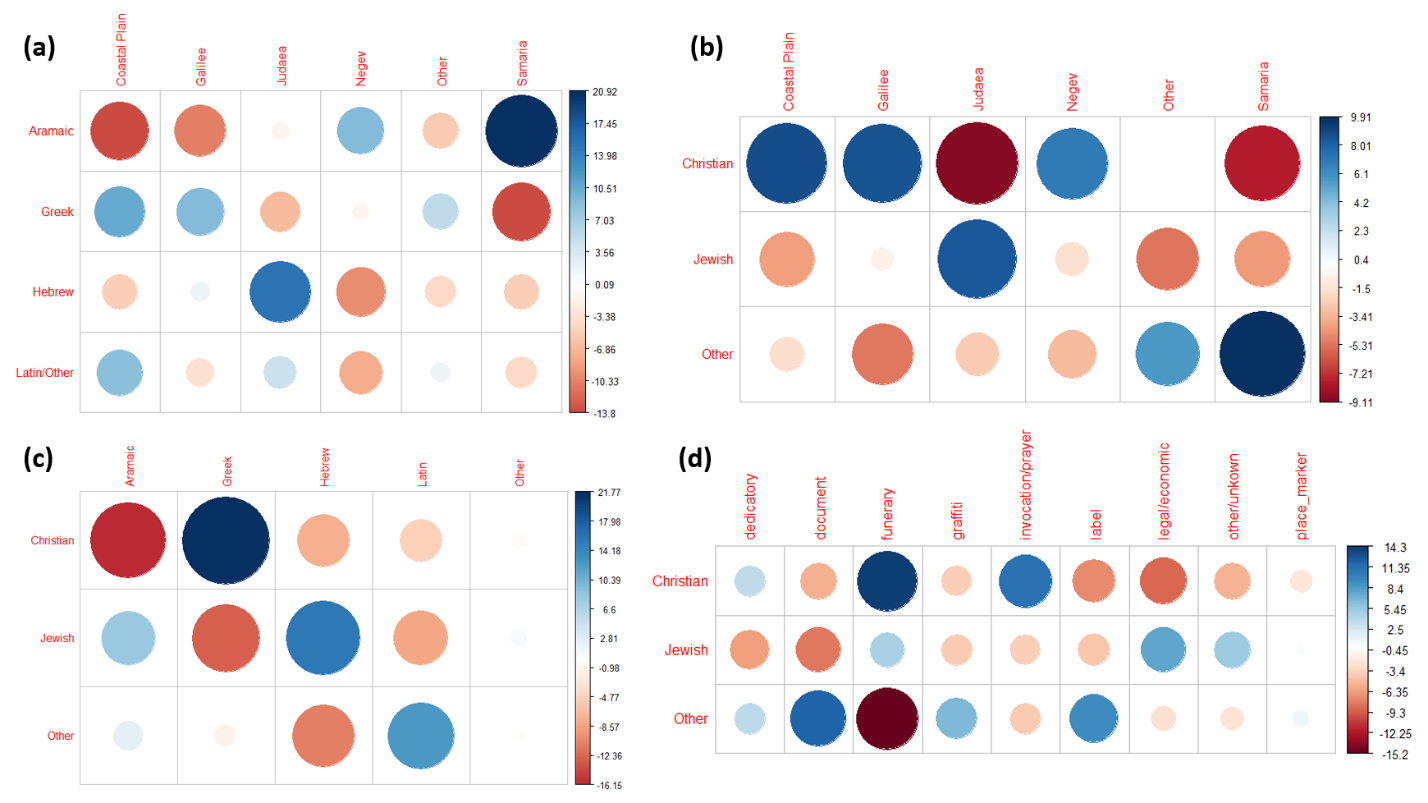 (a)
Coastal Plain
Galilee
Judaea
Negev
Other
Samaria
Aramaic
Greek
Hebrew
Latin/Other
20.92
17.45
13.98
10.51
7.03
3.56
0.09
-3.38
-6.86
-10.33
-13.8
(b)
Coastal Plain
Galilee
Judaea
Negev
Other
Samaria
Christian
Jewish
Other
9.91
8.01
6.1
4.2
2.3
0.4
-1.5
-3.41
-5.31
-7.21
-9.11
(c)
Aramaic
Greek
Hebrew
Latin
Other
Christian
Jewish
Other
21.77
17.98
14.18
10.39
6.6
2.81
-0.98
-4.77
-8.57
-12.36
-16.15
(d)
dedicatory
document
funerary
graffiti
invocation/prayer
label
legal/economic
other/unkown
place_marker
Christian
Jewish
Other
14.3
11.35
8.4
5.45
2.5
-0.45
-3.4
-6.35
-9.3
-12.25
-15.2